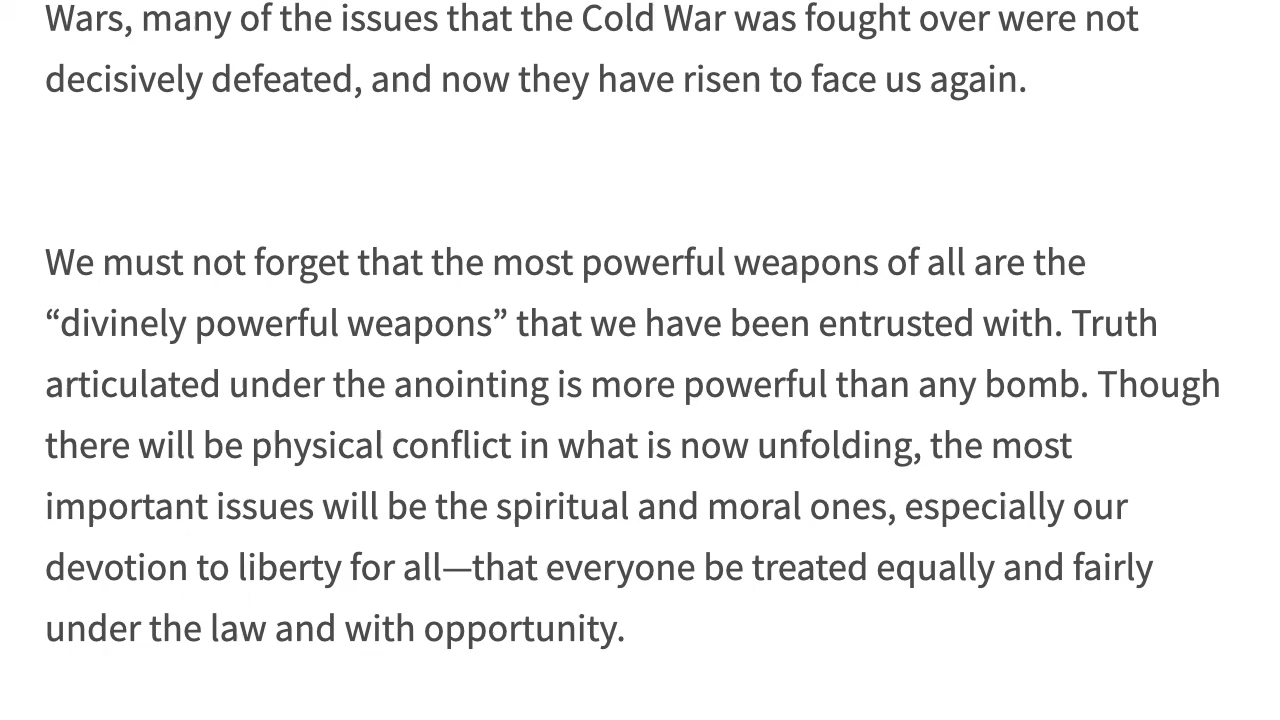 Wars, many of the issues that the Cold War was fought over were not
decisively defeated, and now they have risen to face us again.
We must not forget that the most powerful weapons of all are the
“divinely powerful weapons” that we have been entrusted with. Truth
articulated under the anointing is more powerful than any bomb. Though
there will be physical conflict in what is now unfolding, the most
important issues will be the spiritual and moral ones, especially our
devotion to liberty for all—that everyone be treated equally and fairly
under the law and with opportunity.